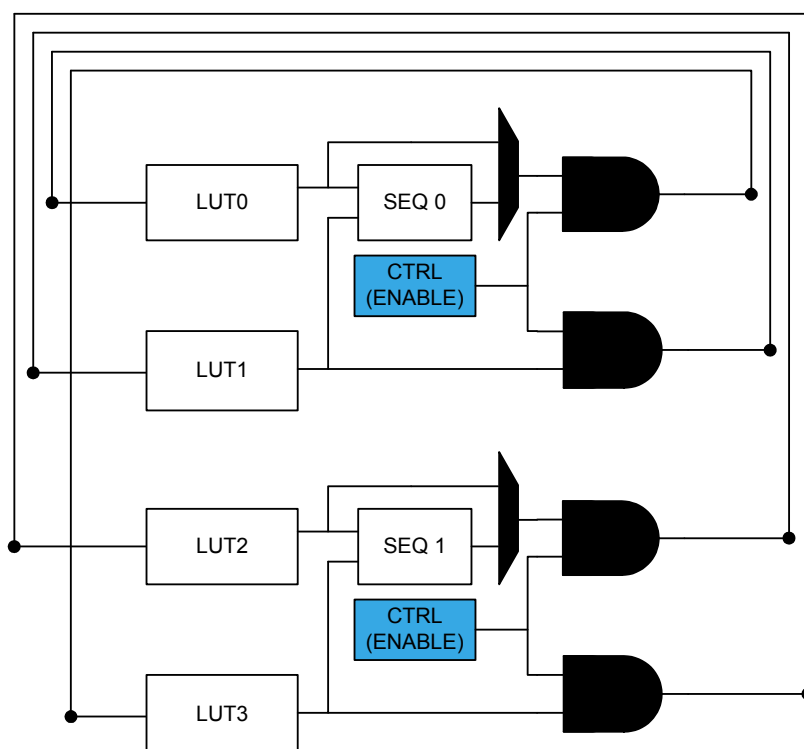 LUT0
SEQ 0
CTRL
(ENABLE)
LUT1
LUT2
SEQ 1
CTRL
(ENABLE)
LUT3